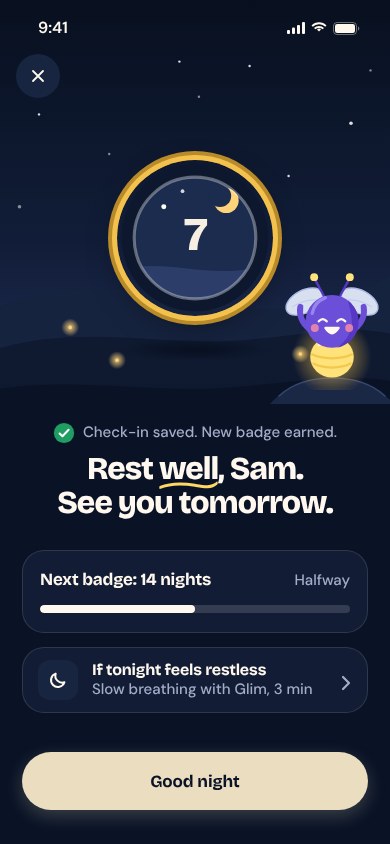 9:41
7
Check-in saved. New badge earned.
Rest well, Sam.
See you tomorrow.
Next badge: 14 nights
Halfway
If tonight feels restless
Slow breathing with Glim, 3 min
Good night